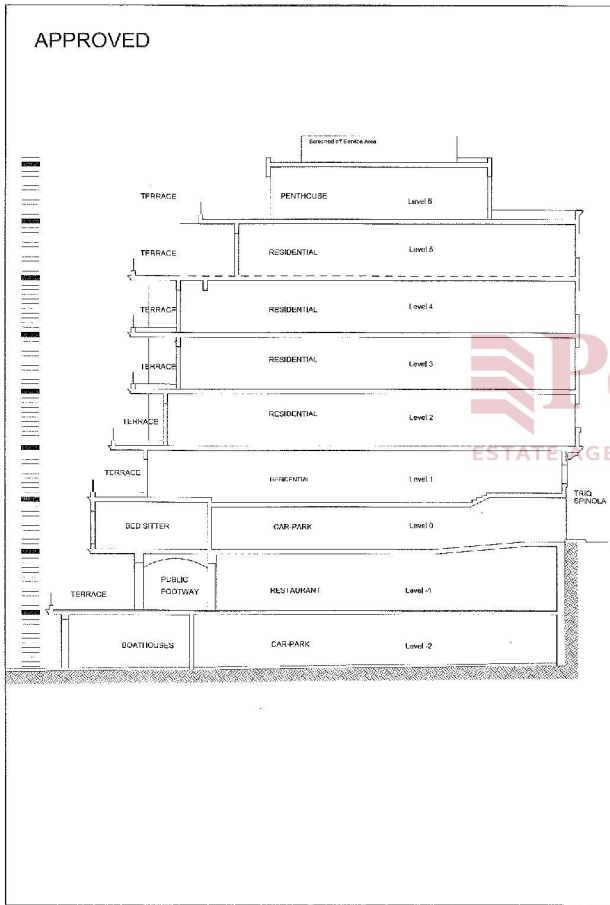 APPROVED
Screened off Service Area
TERRACE PENTHOUSE Level 6
TERRACE RESIDENTIAL Level 5
TERRACE RESIDENTIAL Level 4
TERRACE RESIDENTIAL Level 3
TERRACE RESIDENTIAL Level 2
ESTATE AGE
TERRACE RESIDENTIAL Level 1
TRIQ
SPINOLA
BED SITTER CAR-PARK Level 0
PUBLIC
FOOTWAY
TERRACE RESTAURANT Level -1
BOATHOUSES CAR-PARK Level -2